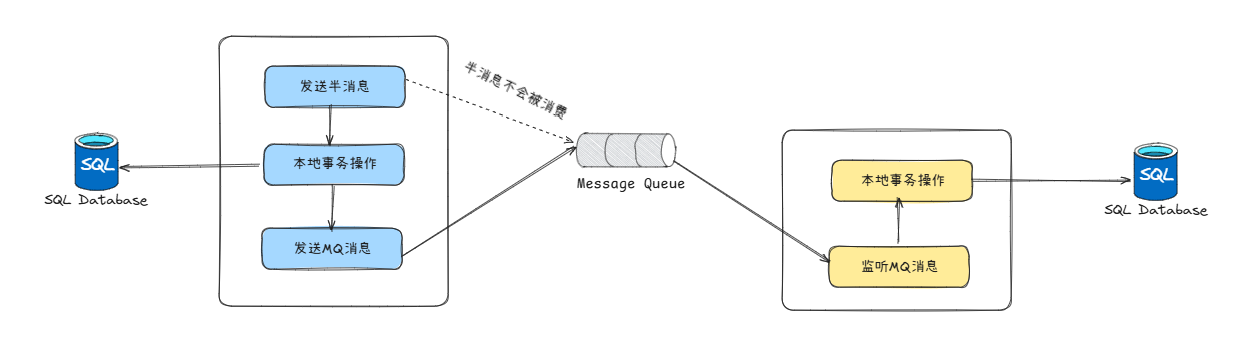 发送半消息
半消息不会被消费
本地事务操作
SQL
SQL Database
发送MQ消息
Message Queue
本地事务操作
监听MQ消息
SQL
SQL Database